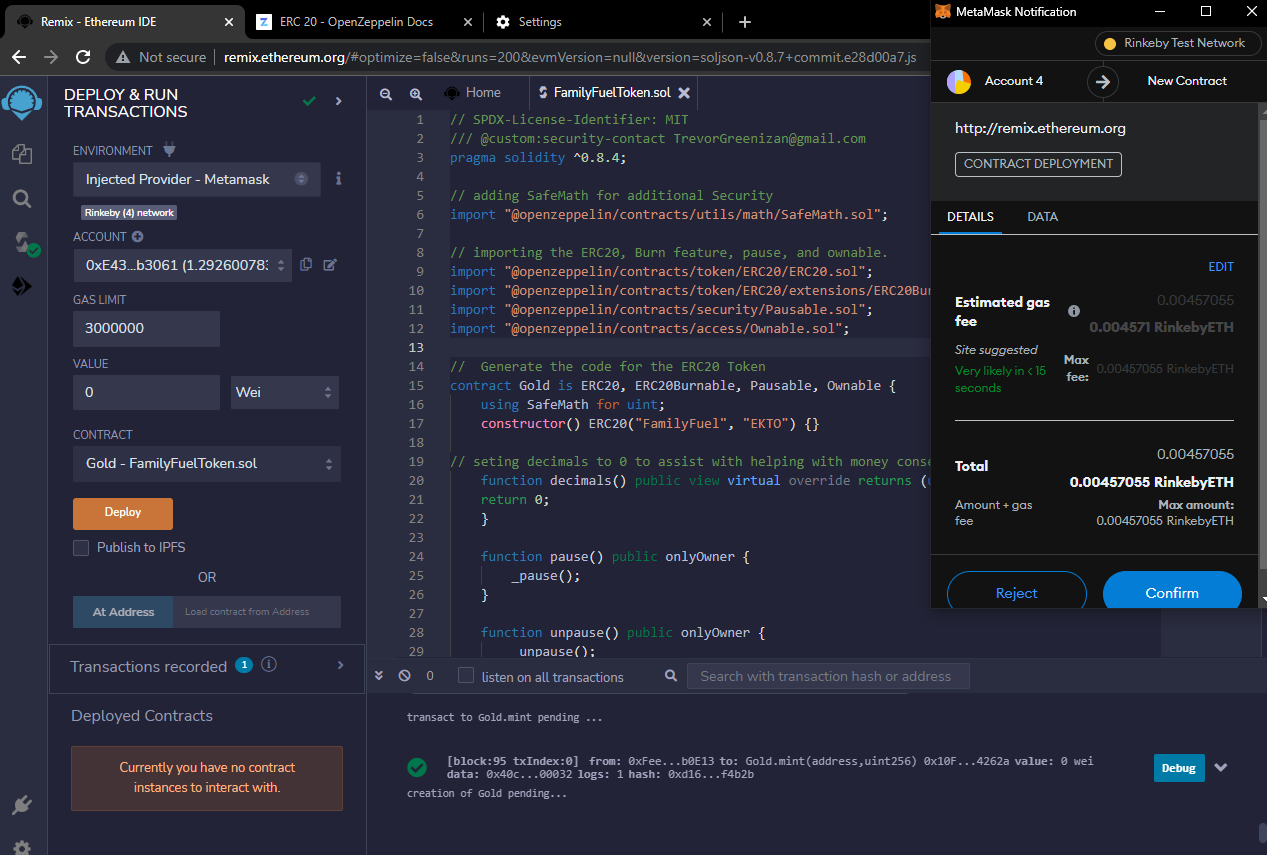 Remix - Ethereum IDE
ERC 20 - OpenZeppelin Docs
Settings
Not secure
remix.ethereum.org/#optimize=false&runs=200&evmVersion=null&version=soljson-v0.8.7+commit.e28d00a7.js
DEPLOY & RUN
TRANSACTIONS
ENVIRONMENT
Injected Provider - Metamask
Rinkeby (4) network
ACCOUNT
0xE43...b3061 (1.292600783
GAS LIMIT
3000000
VALUE
0
Wei
CONTRACT
Gold - FamilyFuelToken.sol
Deploy
Publish to IPFS
OR
At Address
Load contract from Address
Transactions recorded
1
Deployed Contracts
Currently you have no contract
instances to interact with.
Home
FamilyFuelToken.sol
1 // SPDX-License-Identifier: MIT
2 /// @custom:security-contact TrevorGreenizan@gmail.com
3 pragma solidity ^0.8.4;
4
5 // adding SafeMath for additional Security
6 import "@openzeppelin/contracts/utils/math/SafeMath.sol";
7
8 // importing the ERC20, Burn feature, pause, and ownable.
9 import "@openzeppelin/contracts/token/ERC20/ERC20.sol";
10 import "@openzeppelin/contracts/token/ERC20/extensions/ERC20Bur
11 import "@openzeppelin/contracts/security/Pausable.sol";
12 import "@openzeppelin/contracts/access/Ownable.sol";
13
14 //  Generate the code for the ERC20 Token
15 contract Gold is ERC20, ERC20Burnable, Pausable, Ownable {
16 using SafeMath for uint;
17 constructor() ERC20("FamilyFuel", "EKTO") {}
18
19 // seting decimals to 0 to assist with helping with money cons
20 function decimals() public view virtual override returns (
21 return 0;
22 }
23
24 function pause() public onlyOwner {
25 _pause();
26 }
27
28 function unpause() public onlyOwner {
29 _unpause();
0
listen on all transactions
Search with transaction hash or address
transact to Gold.mint pending ...
[block:95 txIndex:0] from: 0xFee...b0E13 to: Gold.mint(address,uint256) 0x10F...4262a value: 0 wei
data: 0x40c...00032 logs: 1 hash: 0xd16...f4b2b
Debug
creation of Gold pending...
MetaMask Notification
Rinkeby Test Network
Account 4
New Contract
http://remix.ethereum.org
CONTRACT DEPLOYMENT
DETAILS
DATA
EDIT
Estimated gas
fee
0.00457055
0.004571 RinkebyETH
Site suggested
Very likely in < 15
seconds
Max
fee:
0.00457055 RinkebyETH
Total
0.00457055
0.00457055 RinkebyETH
Amount + gas
fee
Max amount:
0.00457055 RinkebyETH
Reject
Confirm